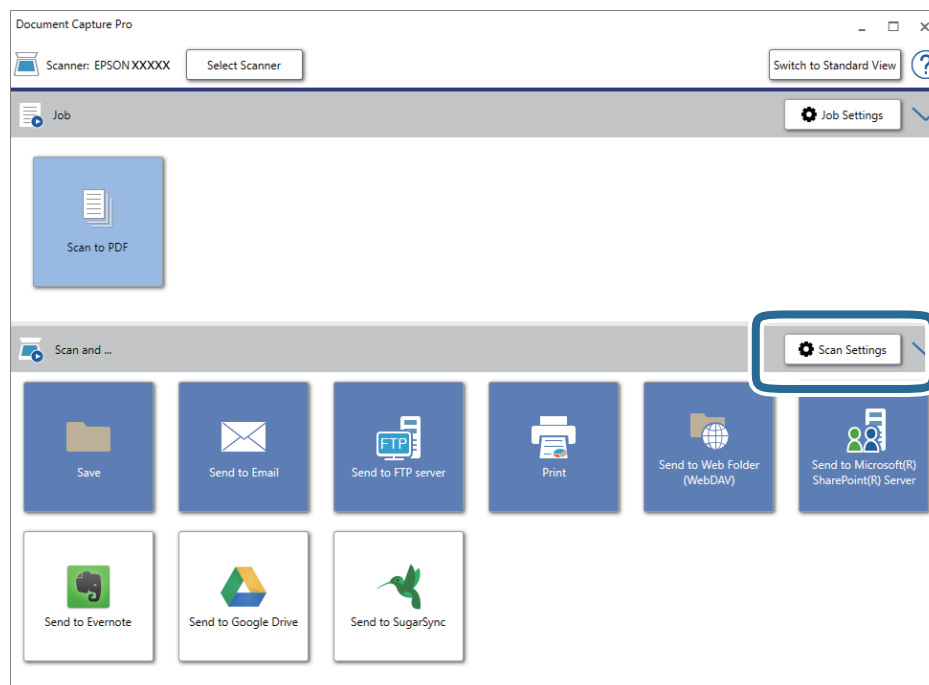 Document Capture Pro
Scanner: EPSON XXXXX
Select Scanner
Switch to Standard View
?
Job
Job Settings
Scan to PDF
Scan and ...
Scan Settings
Save
Send to Email
FTP
Send to FTP server
Print
Send to Web Folder
(WebDAV)
Send to Microsoft(R)
SharePoint(R) Server
Send to Evernote
Send to Google Drive
Send to SugarSync